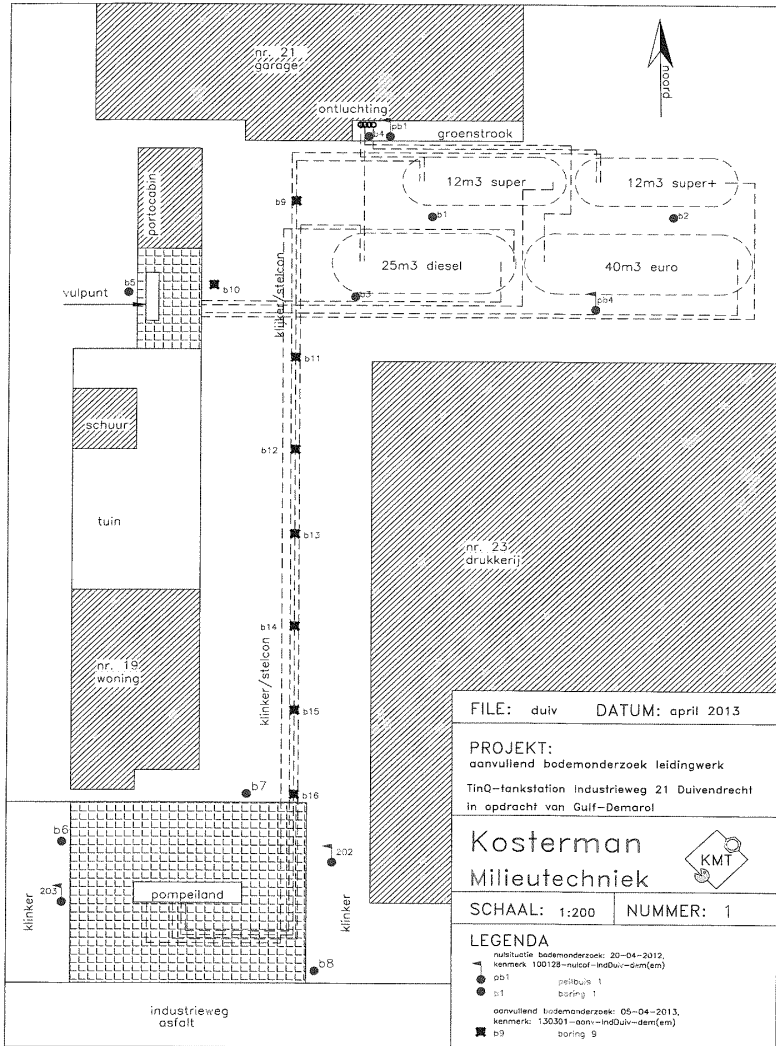 nr. 21
garage
ontluchting
noord
b4
pb1
groenstrook
portocabin
12m3 super
12m3 super+
b9
b1
b2
25m3 diesel
40m3 euro
b5
b10
vulpunt
b3
pb4
klijker/stelcon
b11
schuur
b12
tuin
b13
nr. 23
drukkerij
b14
klinker/stelcon
nr. 19
woning
b15
b7
b16
b6
202
203
pompeiland
klinker
klinker
b8
industrieweg
asfalt
FILE: duiv DATUM: april 2013
PROJEKT:
aanvullend bodemonderzoek leidingwerk
TinQ-tankstation Industrieweg 21 Duivendrecht
in opdracht van Gulf-Demarol
Kosterman
Milieutechniek
KMT
SCHAAL: 1:200 NUMMER: 1
LEGENDA
nulsituatie bodemonderzoek: 20-04-2012,
kenmerk 100128-nulcof-IndDuiv-dem(em)
pb1 peilbuis 1
b1 boring 1
aanvullend bodemonderzoek: 05-04-2013,
kenmerk: 130301-aanv-IndDuiv-dem(em)
b9 boring 9